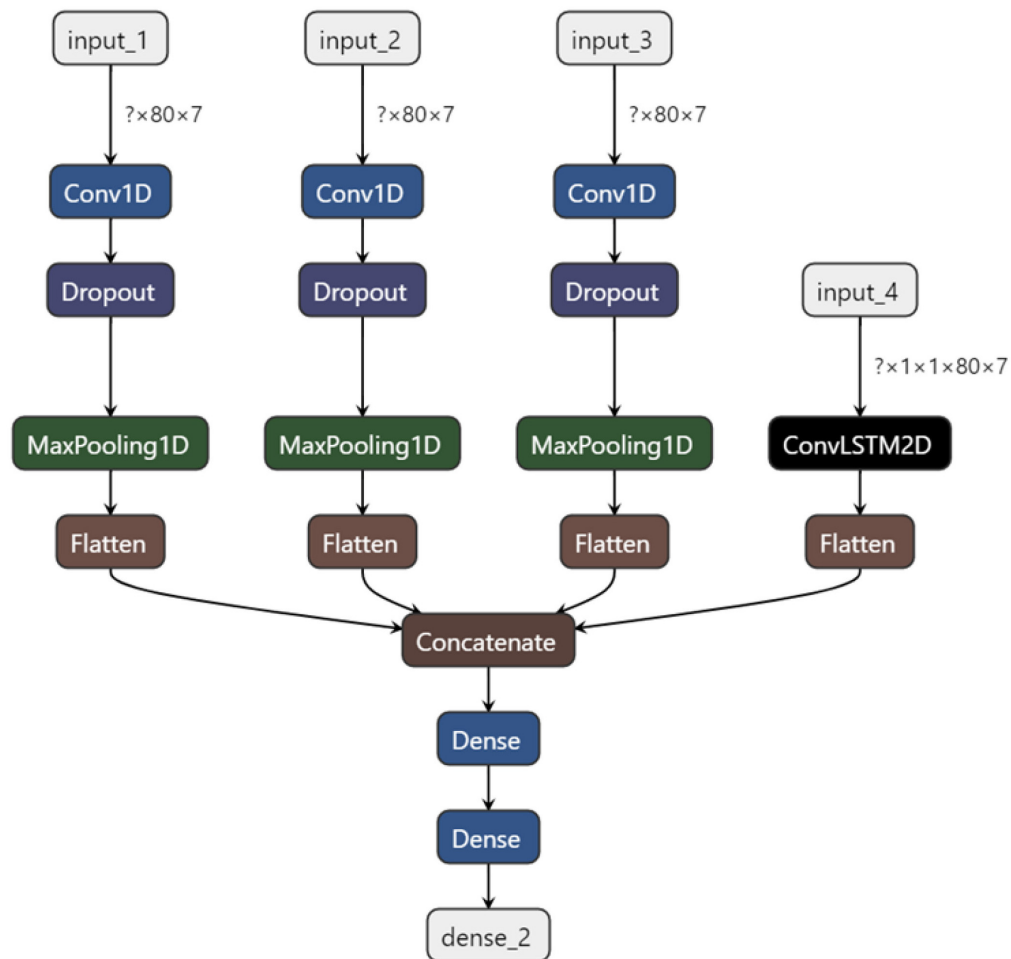 input_1 input_2 input_3
?×80×7 ?×80×7 ?×80×7
Conv1D Conv1D Conv1D
Dropout Dropout Dropout input_4
?×1×1×80×7
MaxPooling1D MaxPooling1D MaxPooling1D ConvLSTM2D
Flatten Flatten Flatten Flatten
Concatenate
Dense
Dense
dense_2